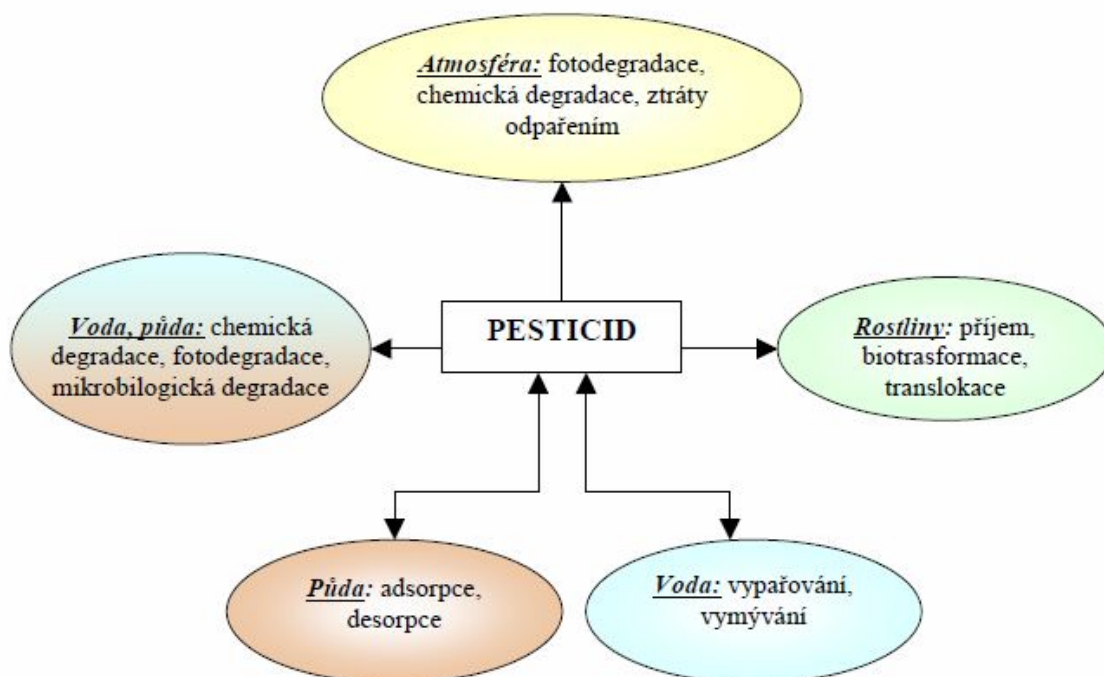 Atmosféra: fotodegradace,
chemická degradace, ztráty
odpařením
Voda, půda: chemická
degradace, fotodegradace,
mikrobilogická degradace
PESTICID
Rostliny: příjem,
biotrasformace,
translokace
Půda: adsorpce,
desorpce
Voda: vypařování,
vymývání